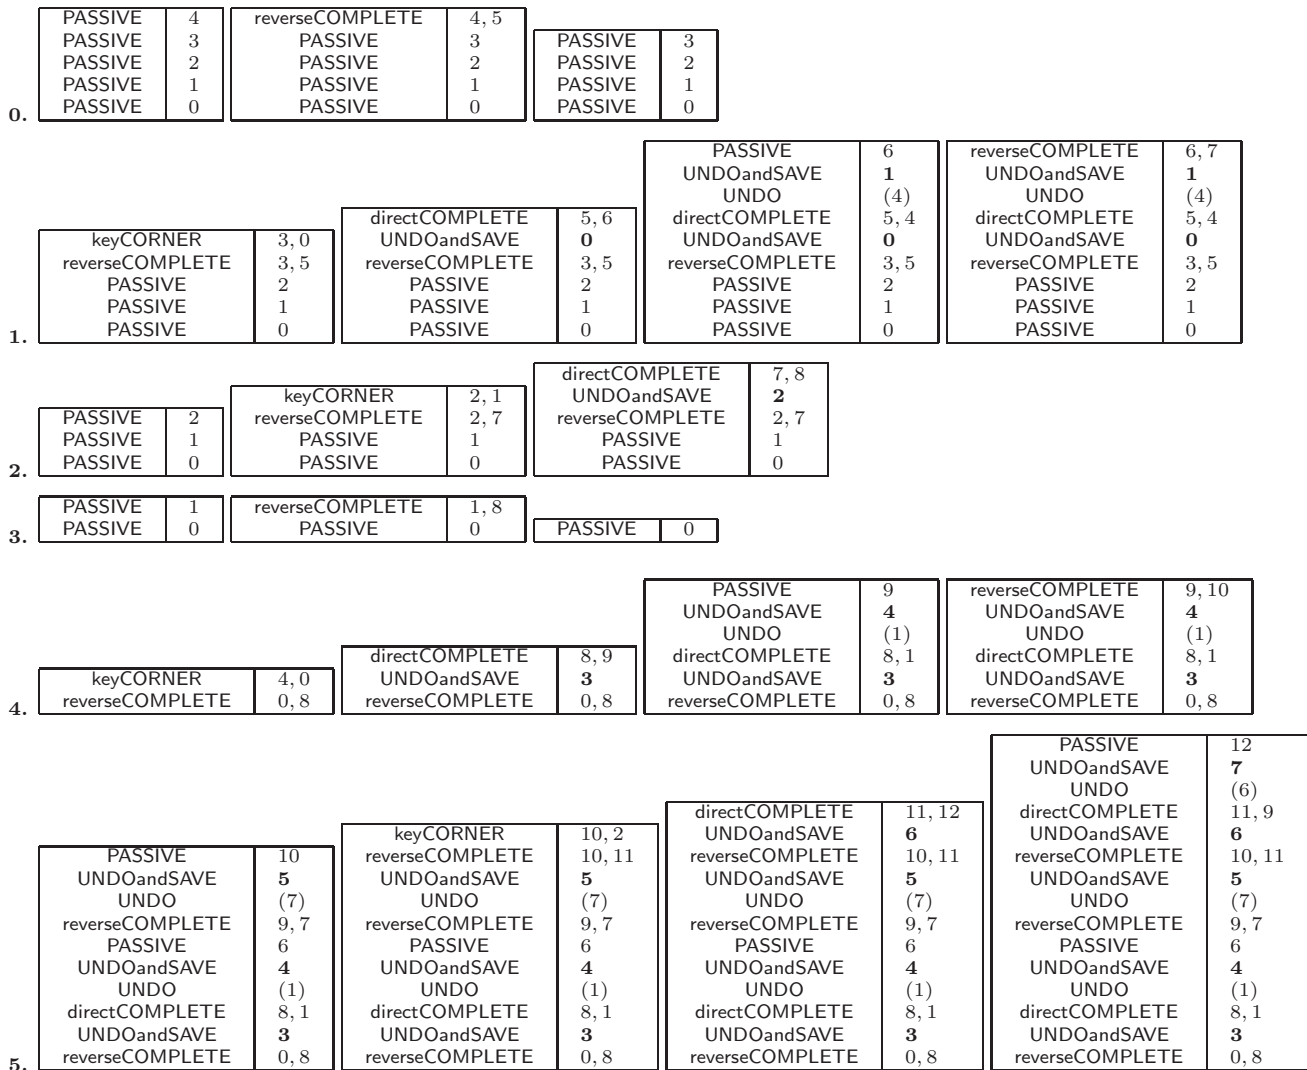 0.
PASSIVE 4
PASSIVE 3
PASSIVE 2
PASSIVE 1
PASSIVE 0
reverseCOMPLETE 4, 5
PASSIVE 3
PASSIVE 2
PASSIVE 1
PASSIVE 0
PASSIVE 3
PASSIVE 2
PASSIVE 1
PASSIVE 0
1.
keyCORNER 3, 0
reverseCOMPLETE 3, 5
PASSIVE 2
PASSIVE 1
PASSIVE 0
directCOMPLETE 5, 6
UNDOandSAVE 0
reverseCOMPLETE 3, 5
PASSIVE 2
PASSIVE 1
PASSIVE 0
PASSIVE 6
UNDOandSAVE 1
UNDO (4)
directCOMPLETE 5, 4
UNDOandSAVE 0
reverseCOMPLETE 3, 5
PASSIVE 2
PASSIVE 1
PASSIVE 0
reverseCOMPLETE 6, 7
UNDOandSAVE 1
UNDO (4)
directCOMPLETE 5, 4
UNDOandSAVE 0
reverseCOMPLETE 3, 5
PASSIVE 2
PASSIVE 1
PASSIVE 0
2.
PASSIVE 2
PASSIVE 1
PASSIVE 0
keyCORNER 2, 1
reverseCOMPLETE 2, 7
PASSIVE 1
PASSIVE 0
directCOMPLETE 7, 8
UNDOandSAVE 2
reverseCOMPLETE 2, 7
PASSIVE 1
PASSIVE 0
3.
PASSIVE 1
PASSIVE 0
reverseCOMPLETE 1, 8
PASSIVE 0
PASSIVE 0
4.
keyCORNER 4, 0
reverseCOMPLETE 0, 8
directCOMPLETE 8, 9
UNDOandSAVE 3
reverseCOMPLETE 0, 8
PASSIVE 9
UNDOandSAVE 4
UNDO (1)
directCOMPLETE 8, 1
UNDOandSAVE 3
reverseCOMPLETE 0, 8
reverseCOMPLETE 9, 10
UNDOandSAVE 4
UNDO (1)
directCOMPLETE 8, 1
UNDOandSAVE 3
reverseCOMPLETE 0, 8
5.
PASSIVE 10
UNDOandSAVE 5
UNDO (7)
reverseCOMPLETE 9, 7
PASSIVE 6
UNDOandSAVE 4
UNDO (1)
directCOMPLETE 8, 1
UNDOandSAVE 3
reverseCOMPLETE 0, 8
keyCORNER 10, 2
reverseCOMPLETE 10, 11
UNDOandSAVE 5
UNDO (7)
reverseCOMPLETE 9, 7
PASSIVE 6
UNDOandSAVE 4
UNDO (1)
directCOMPLETE 8, 1
UNDOandSAVE 3
reverseCOMPLETE 0, 8
directCOMPLETE 11, 12
UNDOandSAVE 6
reverseCOMPLETE 10, 11
UNDOandSAVE 5
UNDO (7)
reverseCOMPLETE 9, 7
PASSIVE 6
UNDOandSAVE 4
UNDO (1)
directCOMPLETE 8, 1
UNDOandSAVE 3
reverseCOMPLETE 0, 8
PASSIVE 12
UNDOandSAVE 7
UNDO (6)
directCOMPLETE 11, 9
UNDOandSAVE 6
reverseCOMPLETE 10, 11
UNDOandSAVE 5
UNDO (7)
reverseCOMPLETE 9, 7
PASSIVE 6
UNDOandSAVE 4
UNDO (1)
directCOMPLETE 8, 1
UNDOandSAVE 3
reverseCOMPLETE 0, 8